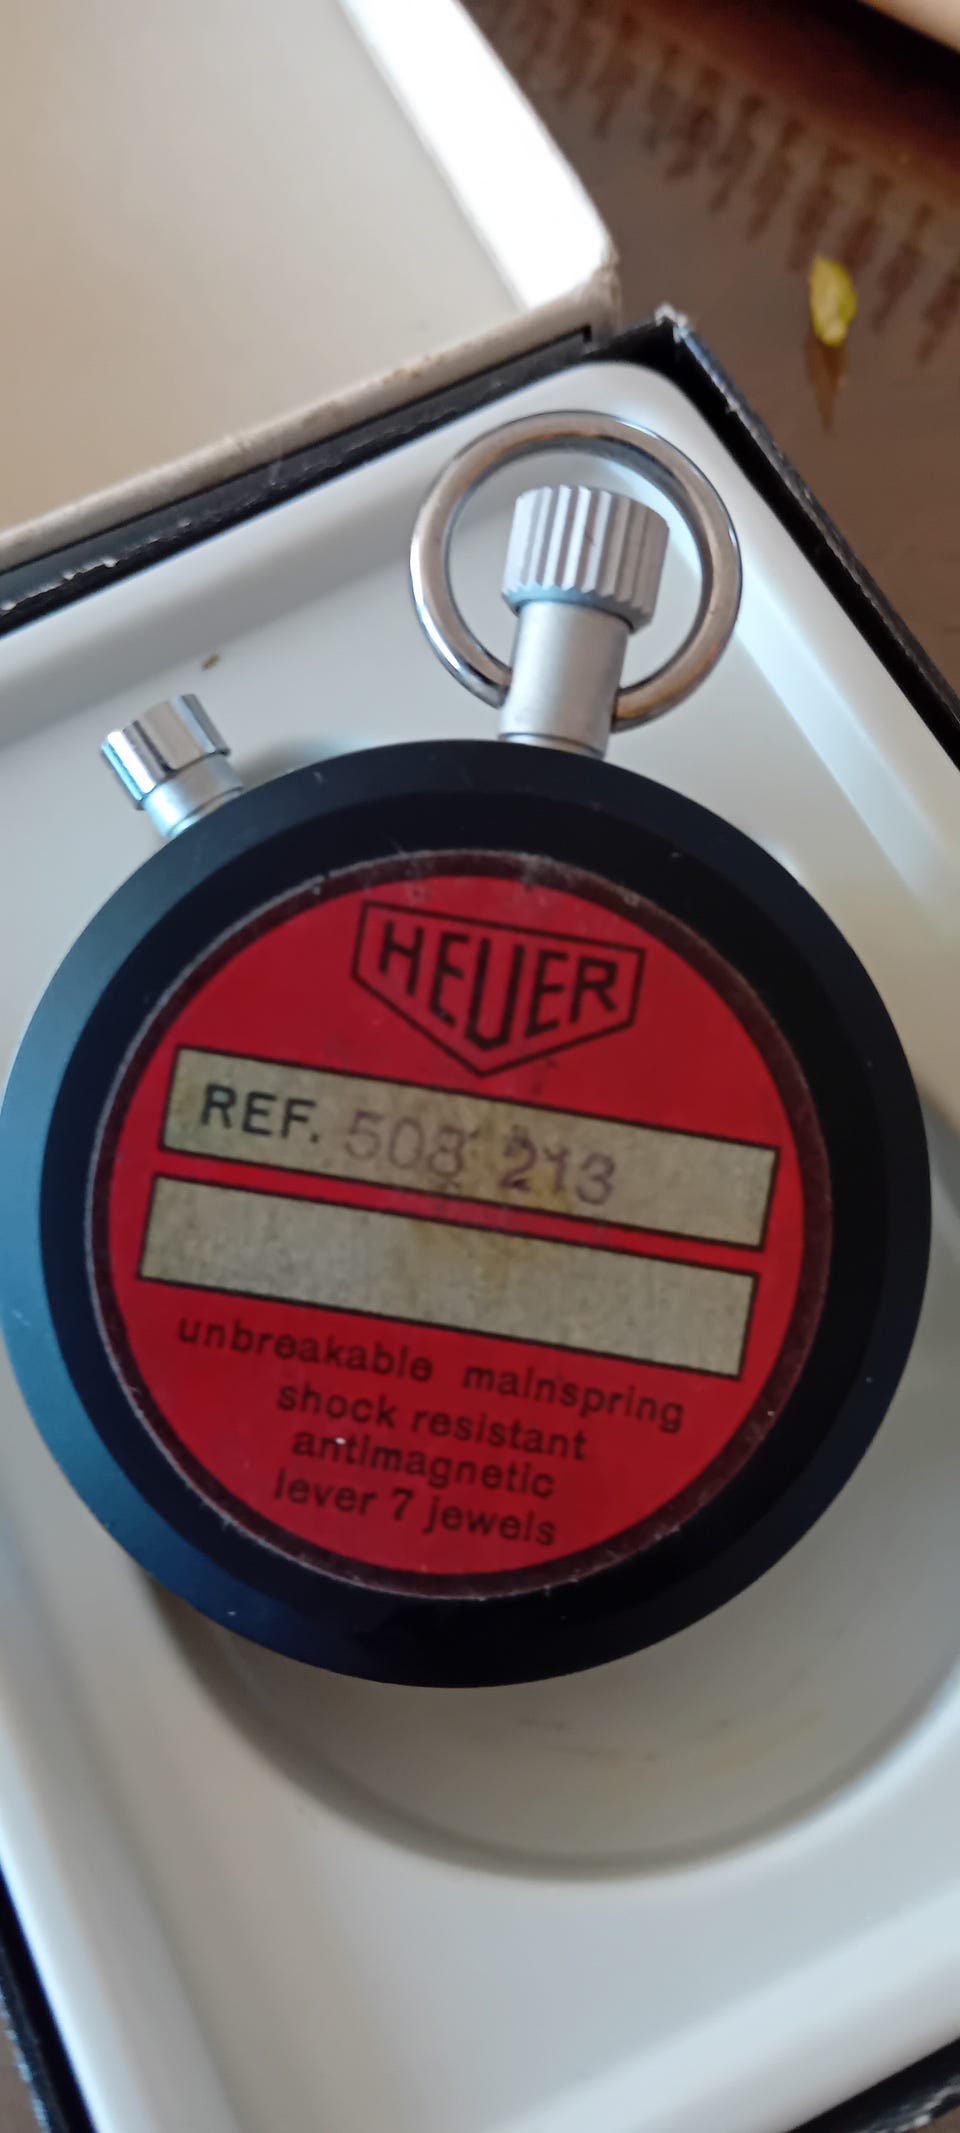 HEUER
REF. 508 213
unbreakable mainspring
shock resistant
antimagnetic
lever 7 jewels